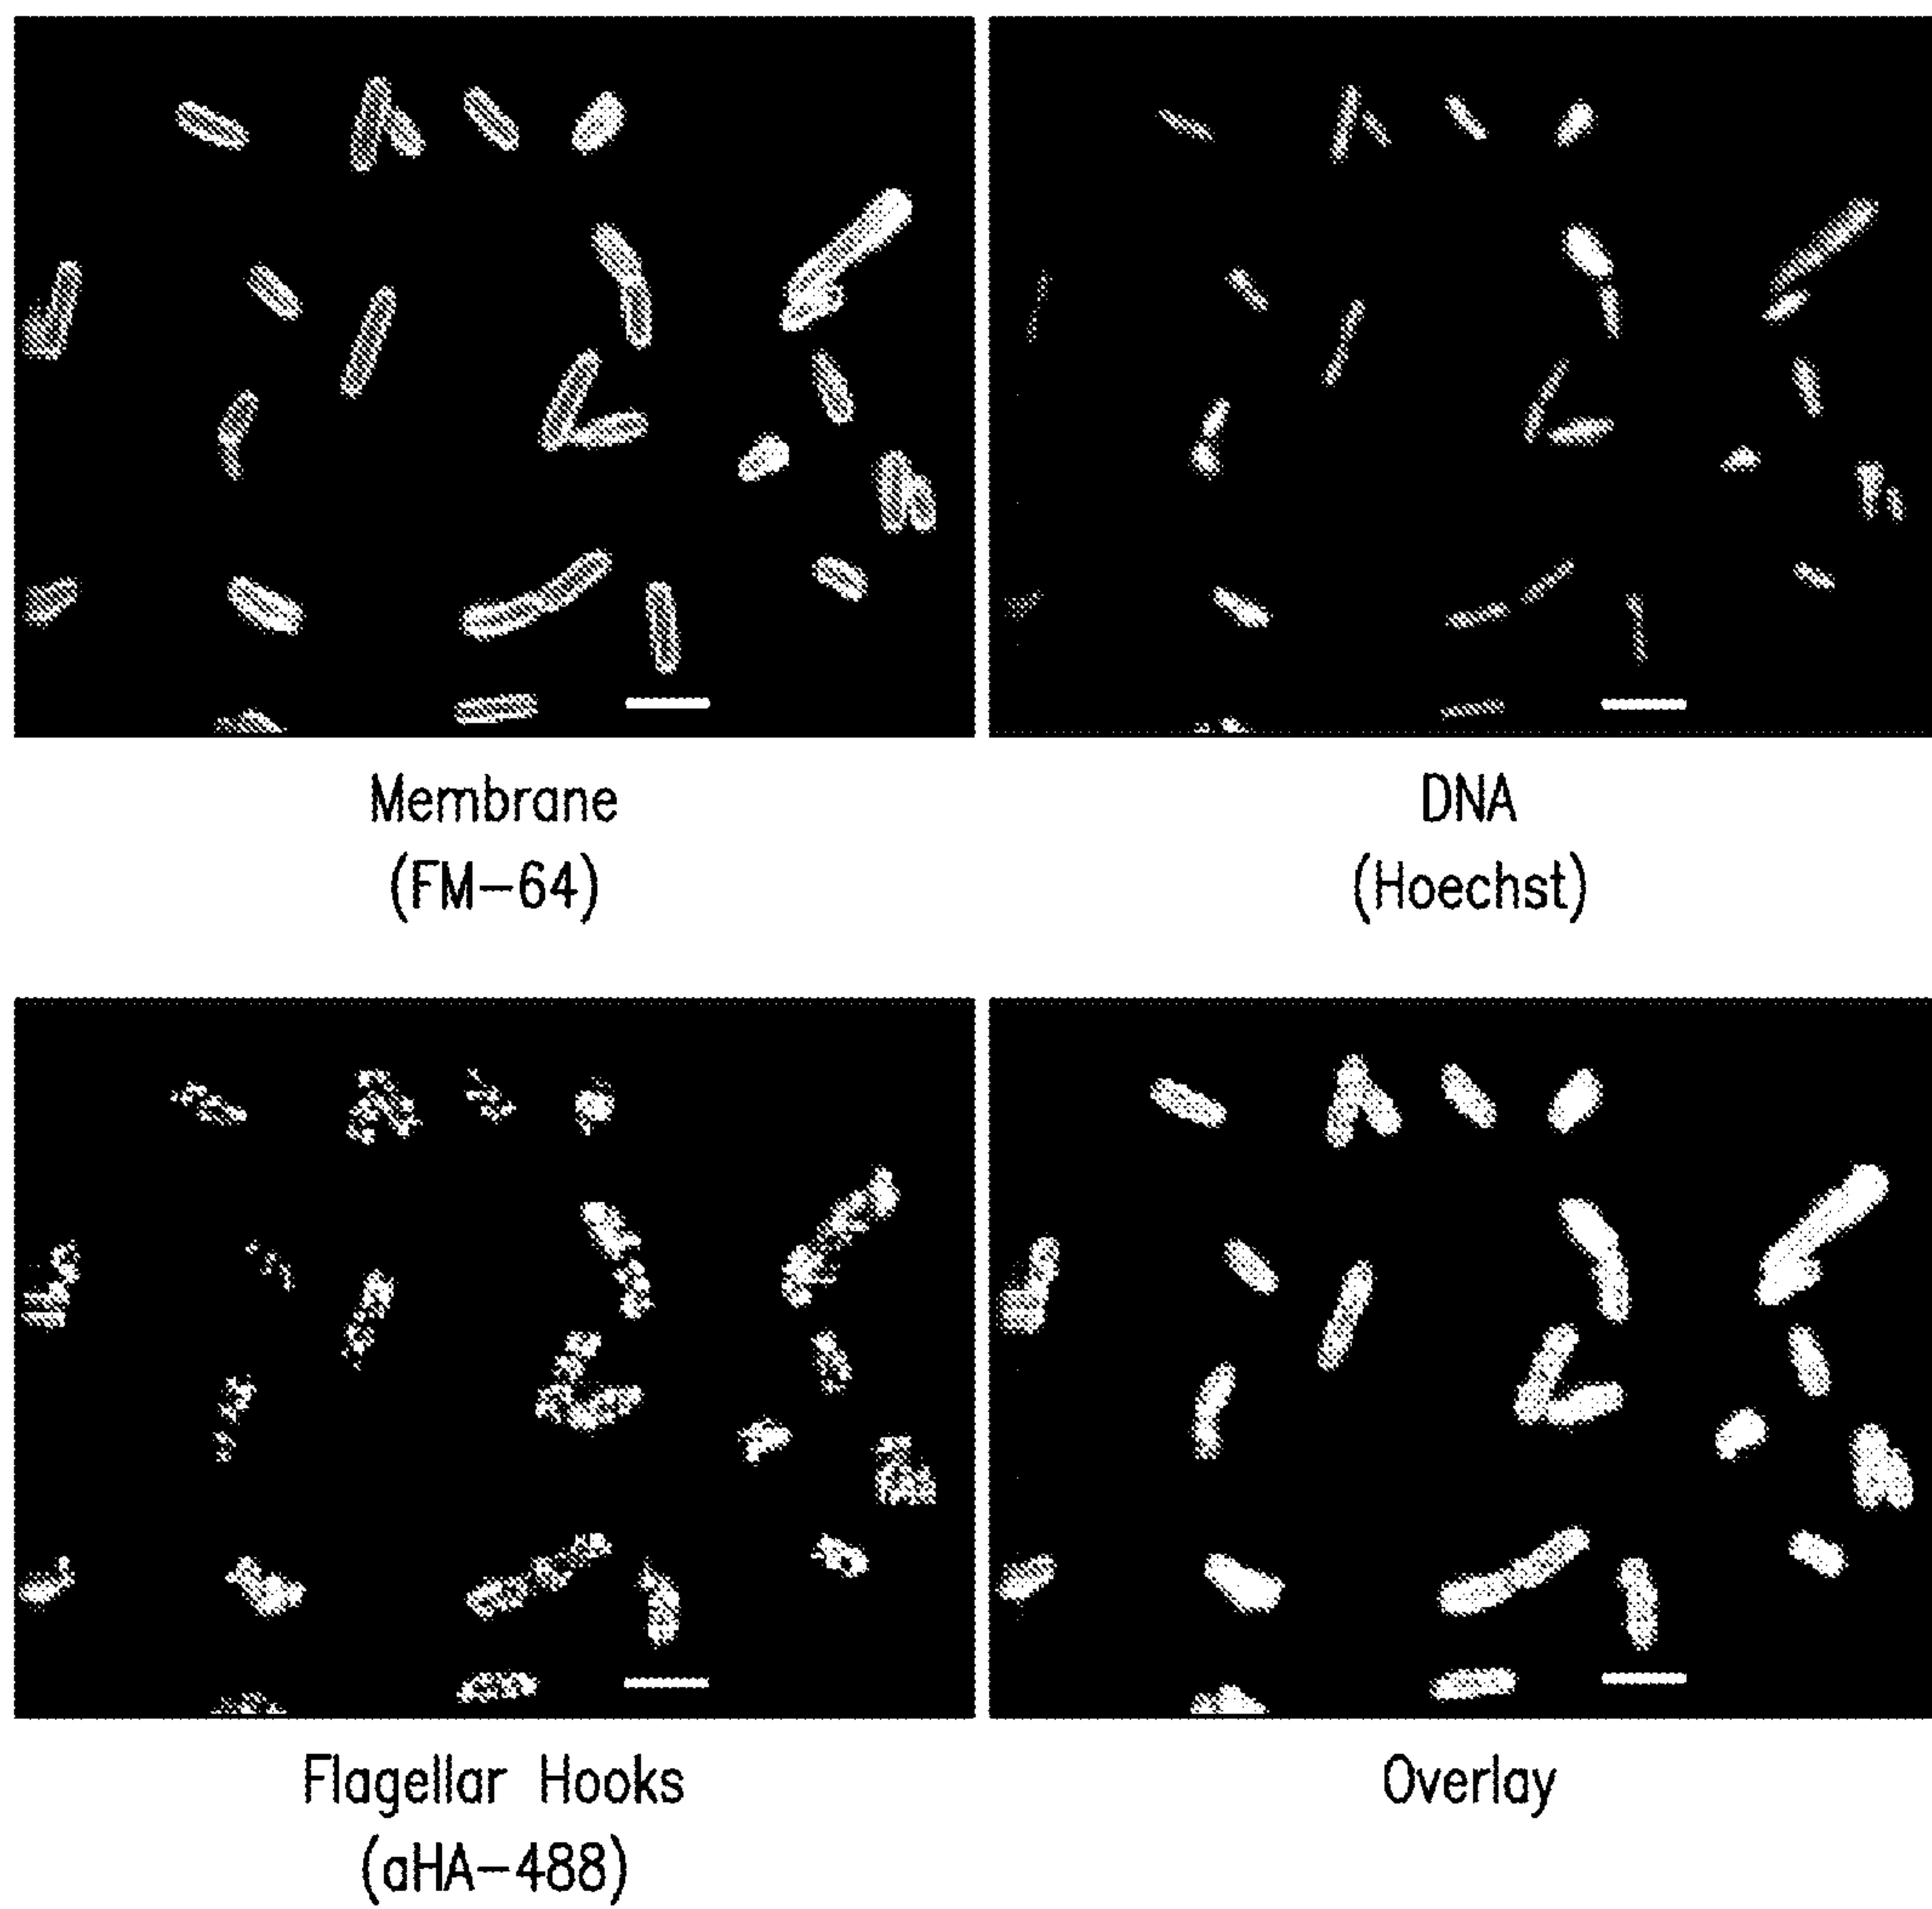 Membrane
(FM-64)
DNA
(Hoechst)
Flagellar Hooks
(aHA-488)
Overlay